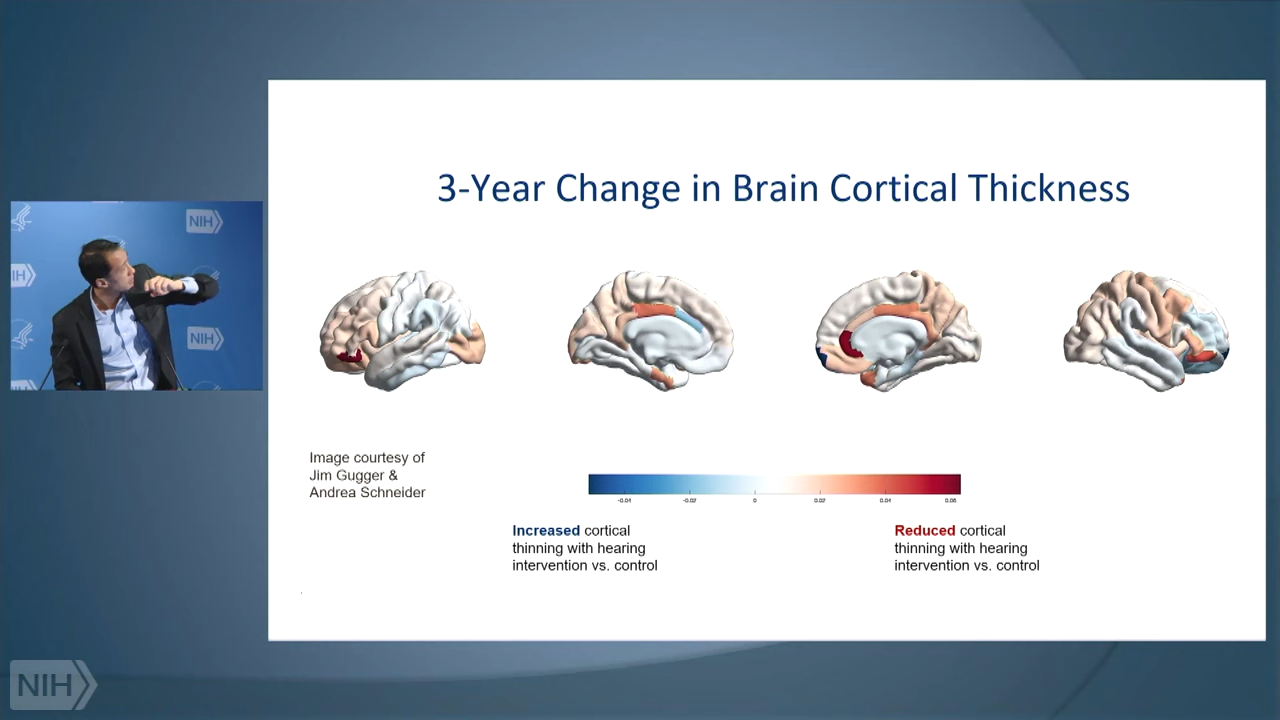 3-Year Change in Brain Cortical Thickness
NIH
IH
NIH
Image courtesy of
Jim Gugger &
Andrea Schneider
-0.04 -0.02 0 0.02 0.04 0.06
Increased cortical
thinning with hearing
intervention vs. control
Reduced cortical
thinning with hearing
intervention vs. control
NIH